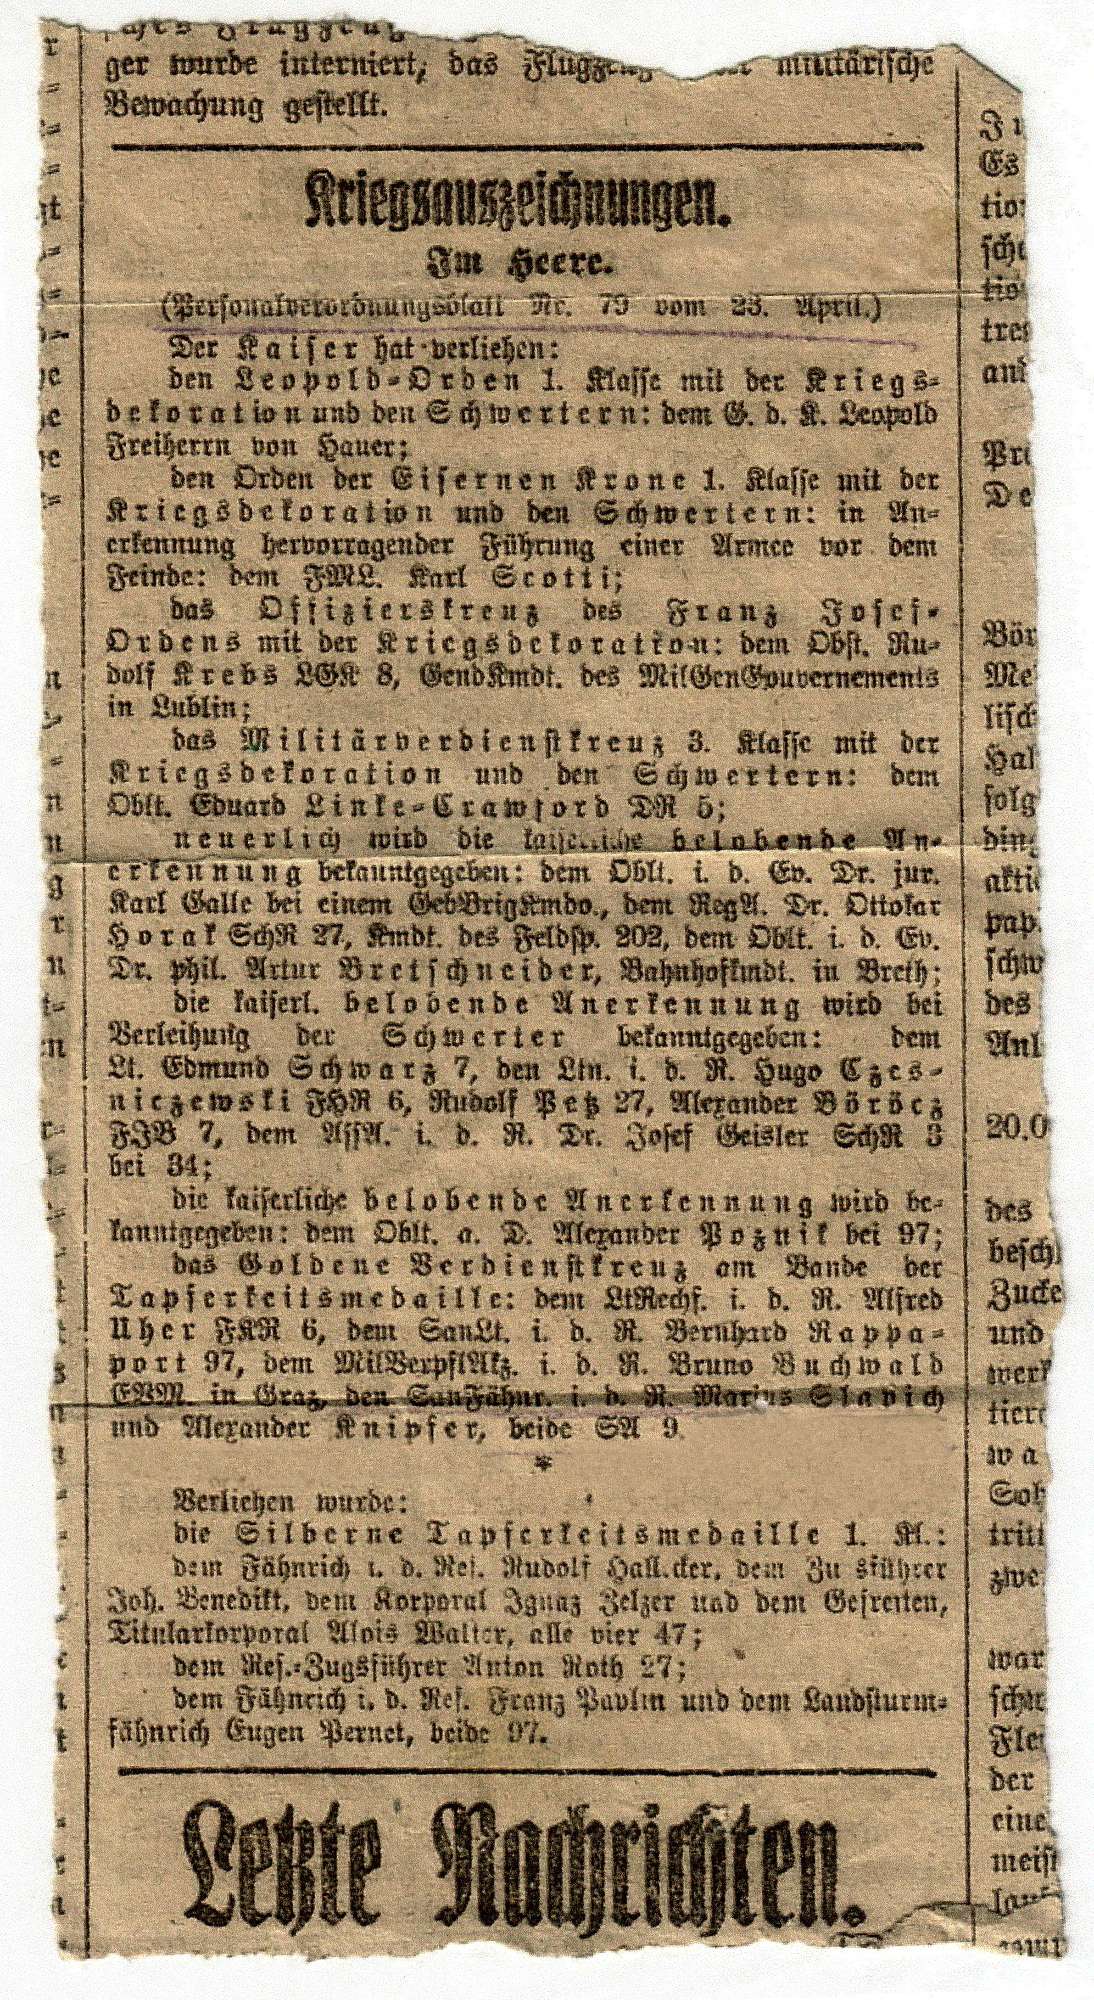 ger wurde interniert, das militärische
Bewachung gestellt.
Kriegsauszeichnungen.
Im Heere.
(Personalverordnungsblatt Nr. 79 vom 23. April.)
Der Kaiser hat verliehen:
den Leopold-Orden 1. Klasse mit der Kriegs-
dekoration und den Schwertern: dem G. d. K. Leopold
Freiherrn von Hauer;
den Orden der Eisernen Krone 1. Klasse mit der
Kriegsdekoration und den Schwertern: in An-
erkennung hervorragender Führung einer Armee vor dem
Feinde: dem FML. Karl Scotti;
das Offizierskreuz des Franz Josef-
Ordens mit der Kriegsdekoration: dem Obst. Ru-
dolf Krebs LGK 8, GendKmdt. des MilGenGouvernements
in Lublin;
das Militärverdienstkreuz 3. Klasse mit der
Kriegsdekoration und den Schwertern: dem
Oblt. Eduard Linke-Crawford DR 5;
neuerlich wird die kaiserliche belobende An-
erkennung bekanntgegeben: dem Oblt. i. d. Ev. Dr. jur.
Karl Galle bei einem GebBrigKmdo., dem RegA. Dr. Ottokar
Horak SchR 27, Kmdt. des Feldsp. 202, dem Oblt. i. d. Ev.
Dr. phil. Artur Bretschneider, Bahnhofkmdt. in Breth;
die kaiserl. belobende Anerkennung wird bei
Verleihung der Schwerter bekanntgegeben: dem
Lt. Edmund Schwarz 7, den Ltn. i. d. R. Hugo Czes-
niczewski FHR 6, Rudolf Petz 27, Alexander Böröcz
FJB 7, dem AssA. i. d. R. Dr. Josef Geisler SchR 3
bei 34;
die kaiserliche belobende Anerkennung wird be-
kanntgegeben: dem Oblt. a. D. Alexander Poznik bei 97;
das Goldene Verdienstkreuz am Bande der
Tapferkeitsmedaille: dem LtRechf. i. d. R. Alfred
Uher FKR 6, dem SanLt. i. d. R. Bernhard Rappa-
port 97, dem MilVerpflAkz. i. d. R. Bruno Buchwald
in Graz, den SanFähnr. i. d. R. Marius Slavich
und Alexander Knipfer, beide SA 9
*
Verliehen wurde:
die Silberne Tapferkeitsmedaille 1. Kl.:
dem Fähnrich i. d. Res. Rudolf dem
Joh. Benedikt, dem Korporal Ignaz Zelzer und dem Gefreiten,
Titularkorporal Alois Walter, alle vier 47;
dem Res.-Zugsführer Anton Roth 27;
dem Fähnrich i. d. Res. Franz Pavlin und dem Landsturm-
fähnrich Eugen Pernet, beide 97.
Letzte Nachrichten.
Es
20.0
des
und
der